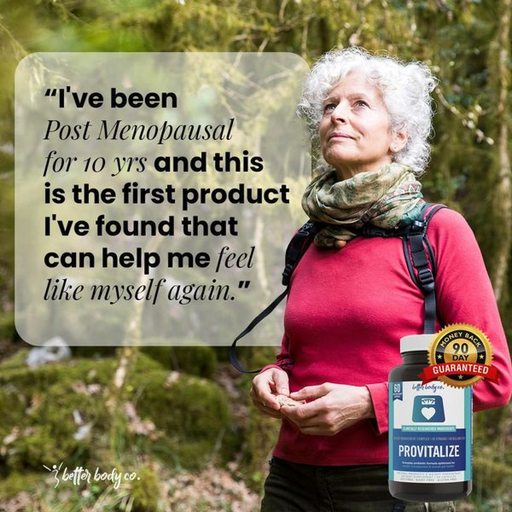 “I've been
Post Menopausal
for 10 yrs and this
is the first product
I've found that
can help me feel
like myself again.”
MONEY BACK
90
DAY
GUARANTEED
better body co.
60
PROVITALIZE
better body co.